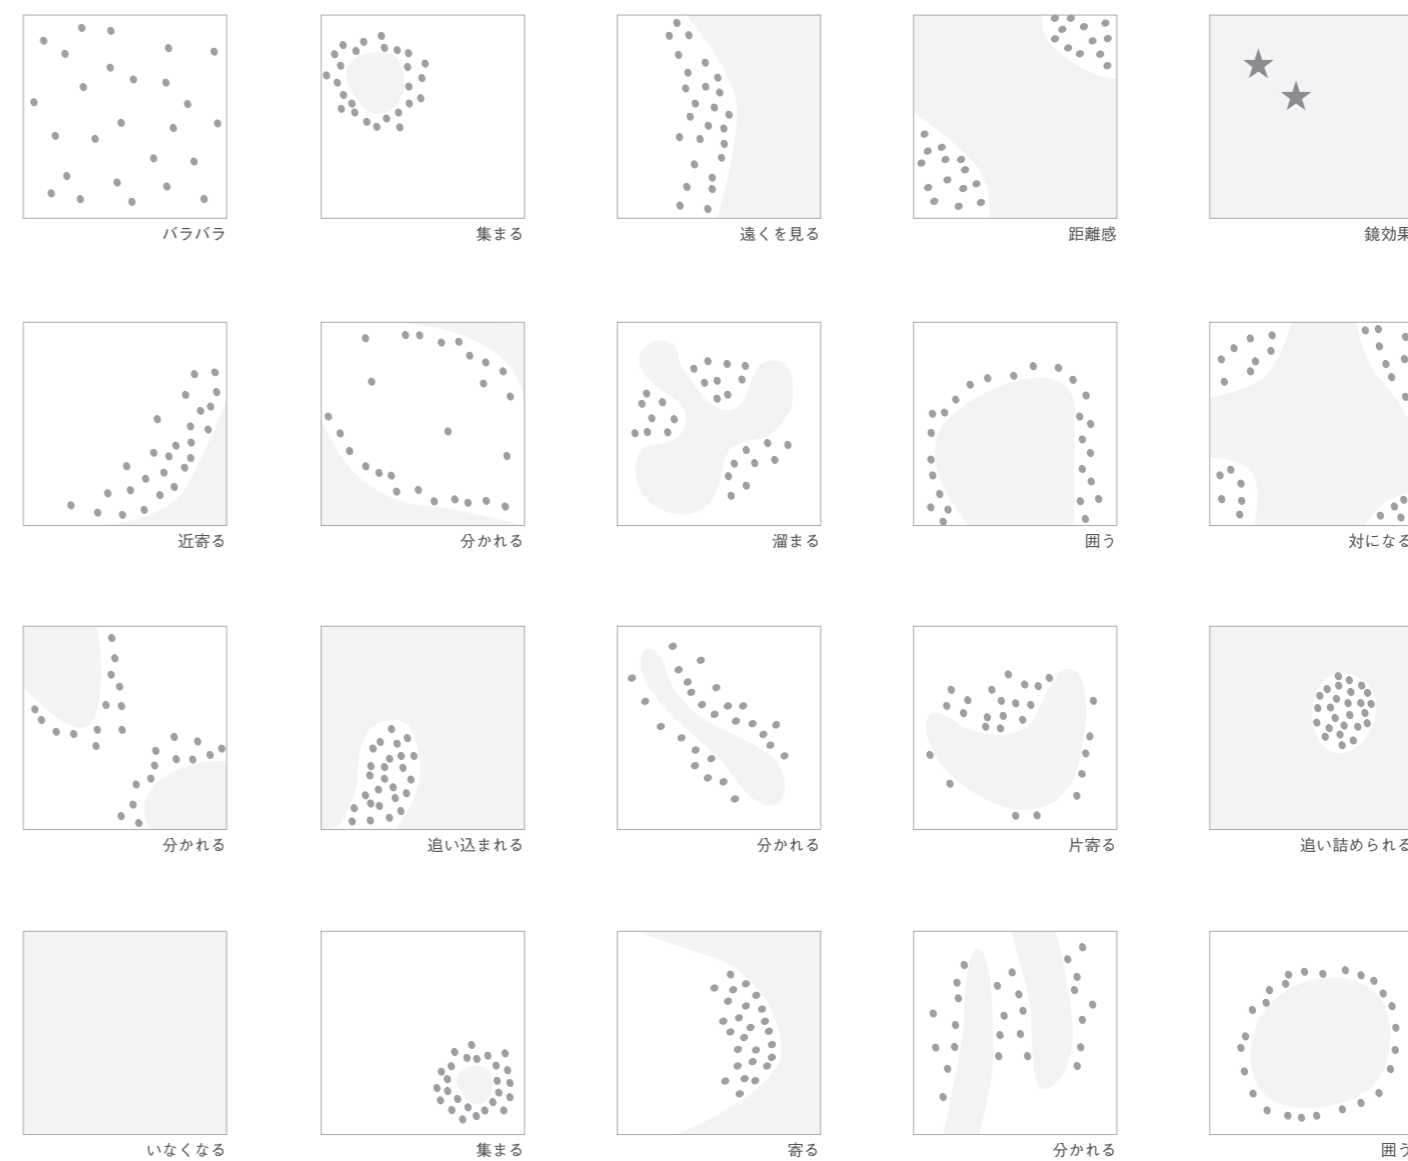 バラバラ
集まる
遠くを見る
距離感
鏡効果
近寄る
分かれる
溜まる
囲う
対になる
分かれる
追い込まれる
分かれる
片寄る
追い詰められる
いなくなる
集まる
寄る
分かれる
囲う